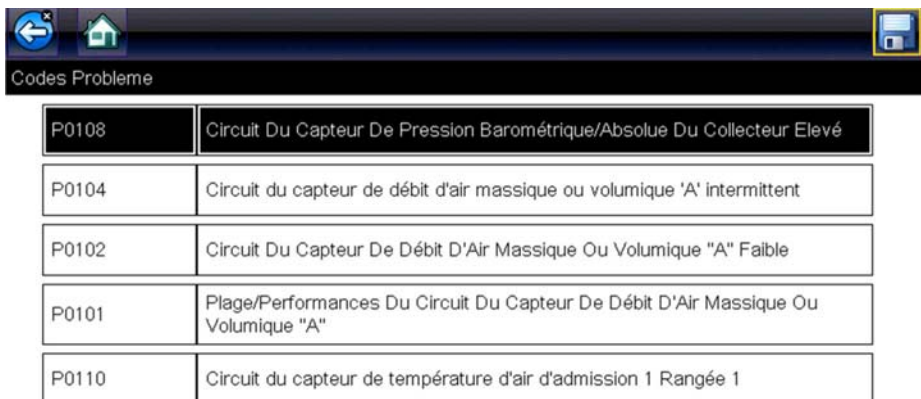 Codes Probleme
P0108 Circuit Du Capteur De Pression Barométrique/Absolue Du Collecteur Elevé
P0104 Circuit du capteur de débit d'air massique ou volumique 'A' intermittent
P0102 Circuit Du Capteur De Débit D'Air Massique Ou Volumique "A" Faible
P0101 Plage/Performances Du Circuit Du Capteur De Débit D'Air Massique Ou
Volumique "A"
P0110 Circuit du capteur de température d'air d'admission 1 Rangée 1